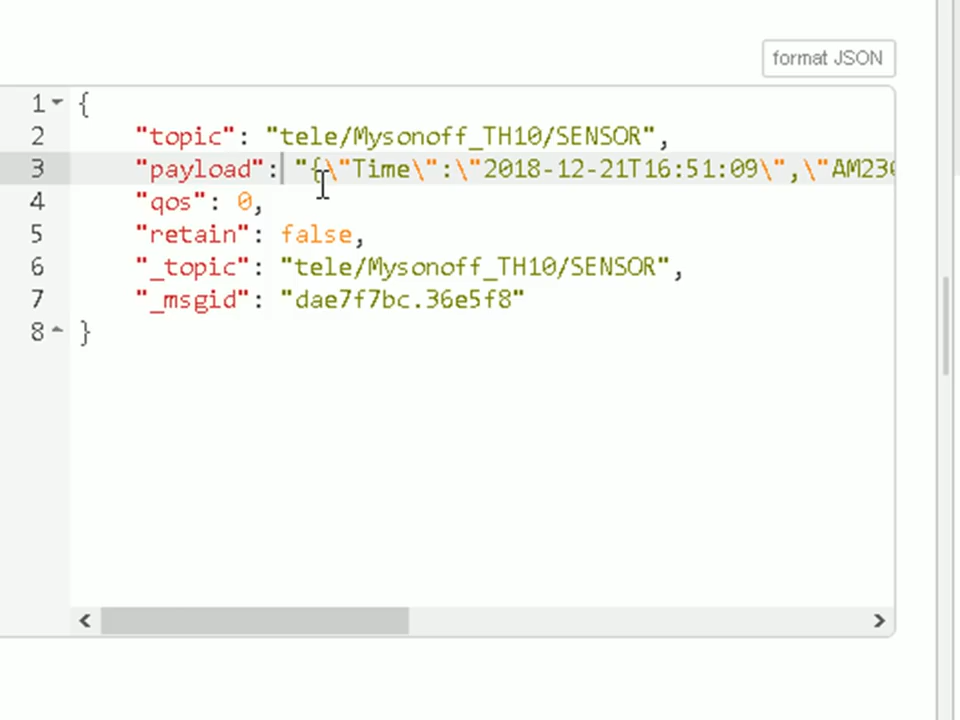 format JSON
1 {
2 "topic": "tele/Mysonoff_TH10/SENSOR",
3 "payload": "{\"Time\":\"2018-12-21T16:51:09\",\"AM230
4 "qos": 0,
5 "retain": false,
6 "_topic": "tele/Mysonoff_TH10/SENSOR",
7 "_msgid": "dae7f7bc.36e5f8"
8 }